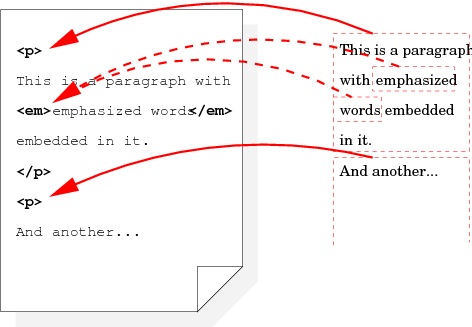 <p>
This is a paragraph with
<em>emphasized words</em>
embedded in it.
</p>
<p>
And another...
This is a paragraph
with emphasized
words embedded
in it.
And another...